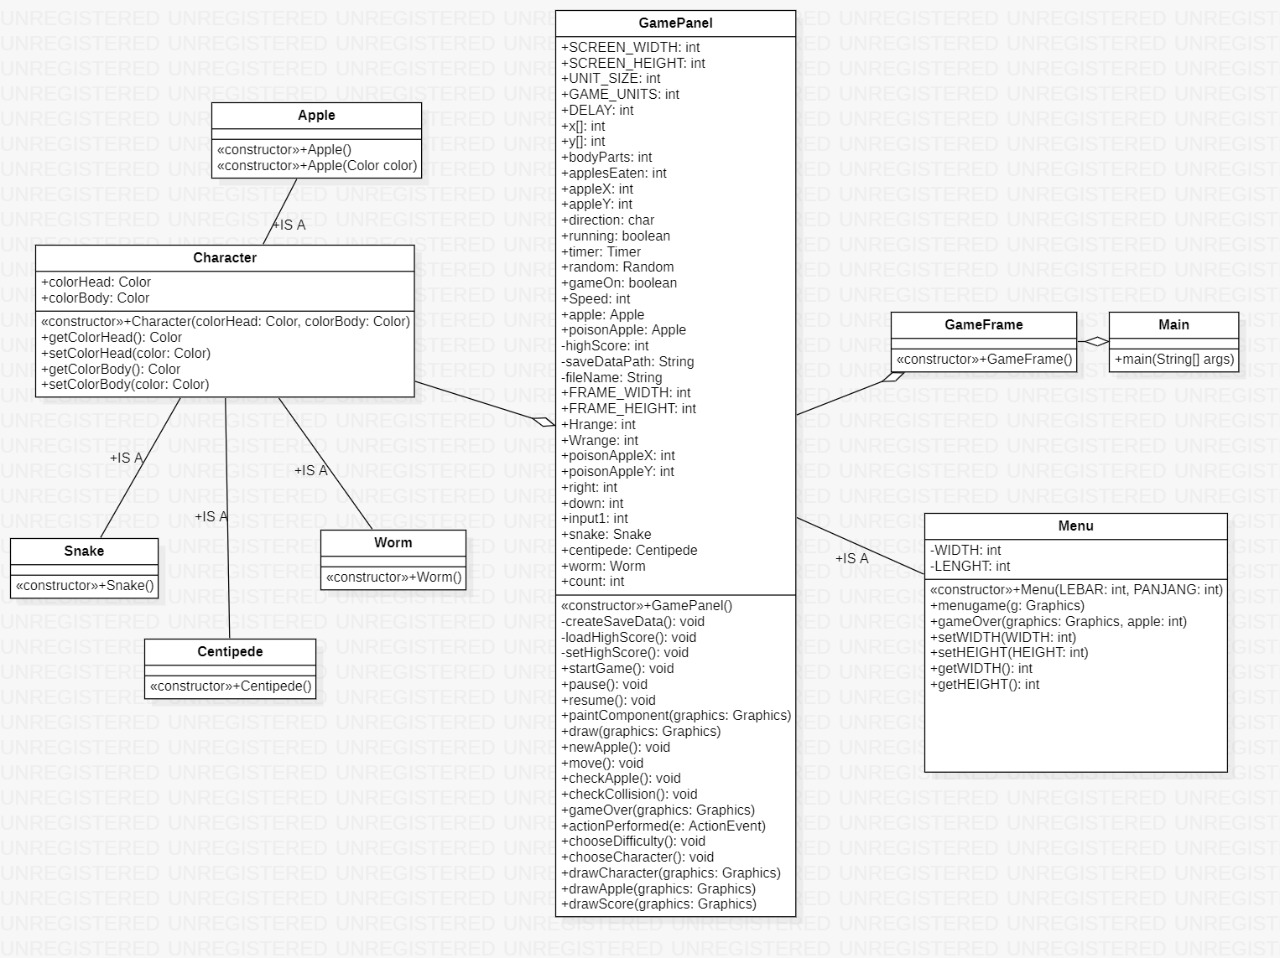 Apple
«constructor»+Apple()
«constructor»+Apple(Color color)
+IS A
Character
+colorHead: Color
+colorBody: Color
«constructor»+Character(colorHead: Color, colorBody: Color)
+getColorHead(): Color
+setColorHead(color: Color)
+getColorBody(): Color
+setColorBody(color: Color)
+IS A
+IS A
+IS A
Snake
«constructor»+Snake()
Centipede
«constructor»+Centipede()
Worm
«constructor»+Worm()
GamePanel
+SCREEN_WIDTH: int
+SCREEN_HEIGHT: int
+UNIT_SIZE: int
+GAME_UNITS: int
+DELAY: int
+x[]: int
+y[]: int
+bodyParts: int
+applesEaten: int
+appleX: int
+appleY: int
+direction: char
+running: boolean
+timer: Timer
+random: Random
+gameOn: boolean
+Speed: int
+apple: Apple
+poisonApple: Apple
-highScore: int
-saveDataPath: String
-fileName: String
+FRAME_WIDTH: int
+FRAME_HEIGHT: int
+Hrange: int
+Wrange: int
+poisonAppleX: int
+poisonAppleY: int
+right: int
+down: int
+input1: int
+snake: Snake
+centipede: Centipede
+worm: Worm
+count: int
«constructor»+GamePanel()
-createSaveData(): void
-loadHighScore(): void
-setHighScore(): void
+startGame(): void
+pause(): void
+resume(): void
+paintComponent(graphics: Graphics)
+draw(graphics: Graphics)
+newApple(): void
+move(): void
+checkApple(): void
+checkCollision(): void
+gameOver(graphics: Graphics)
+actionPerformed(e: ActionEvent)
+chooseDifficulty(): void
+chooseCharacter(): void
+drawCharacter(graphics: Graphics)
+drawApple(graphics: Graphics)
+drawScore(graphics: Graphics)
GameFrame
«constructor»+GameFrame()
Main
+main(String[] args)
+IS A
Menu
-WIDTH: int
-LENGHT: int
«constructor»+Menu(LEBAR: int, PANJANG: int)
+menugame(g: Graphics)
+gameOver(graphics: Graphics, apple: int)
+setWIDTH(WIDTH: int)
+setHEIGHT(HEIGHT: int)
+getWIDTH(): int
+getHEIGHT(): int
UNREGISTERED